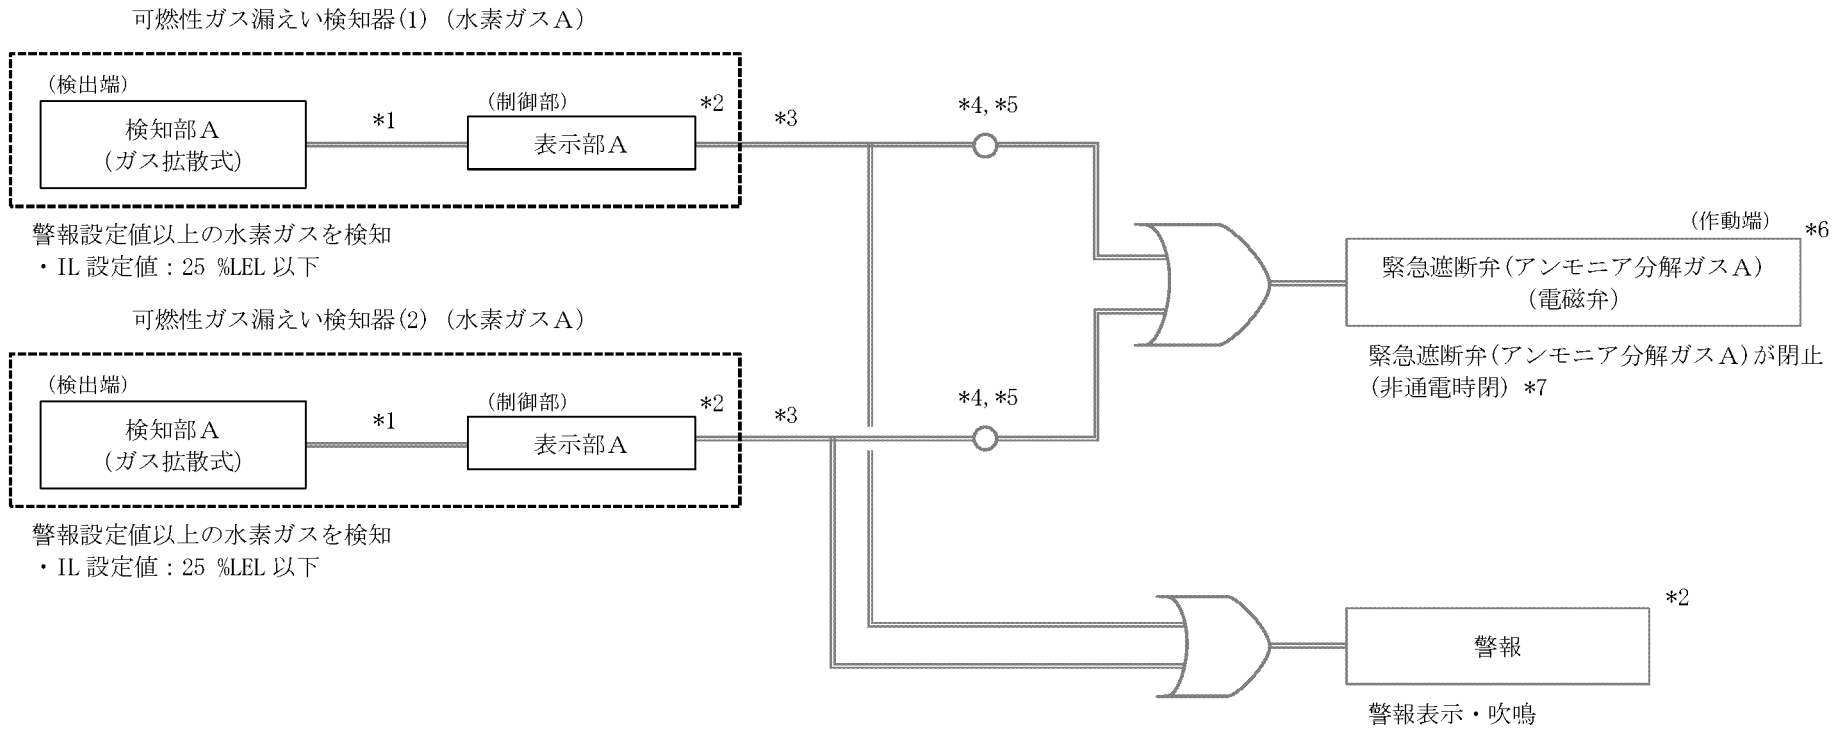 可燃性ガス漏えい検知器(1) (水素ガスA)
(検出端)
検知部A
(ガス拡散式)
*1
(制御部)
表示部A
*2
*3
*4, *5
警報設定値以上の水素ガスを検知
・IL 設定値：25 %LEL 以下
(作動端)
*6
緊急遮断弁(アンモニア分解ガスA)
(電磁弁)
緊急遮断弁(アンモニア分解ガスA)が閉止
(非通電時閉) *7
可燃性ガス漏えい検知器(2) (水素ガスA)
(検出端)
検知部A
(ガス拡散式)
*1
(制御部)
表示部A
*2
*3
*4, *5
警報設定値以上の水素ガスを検知
・IL 設定値：25 %LEL 以下
*2
警報
警報表示・吹鳴